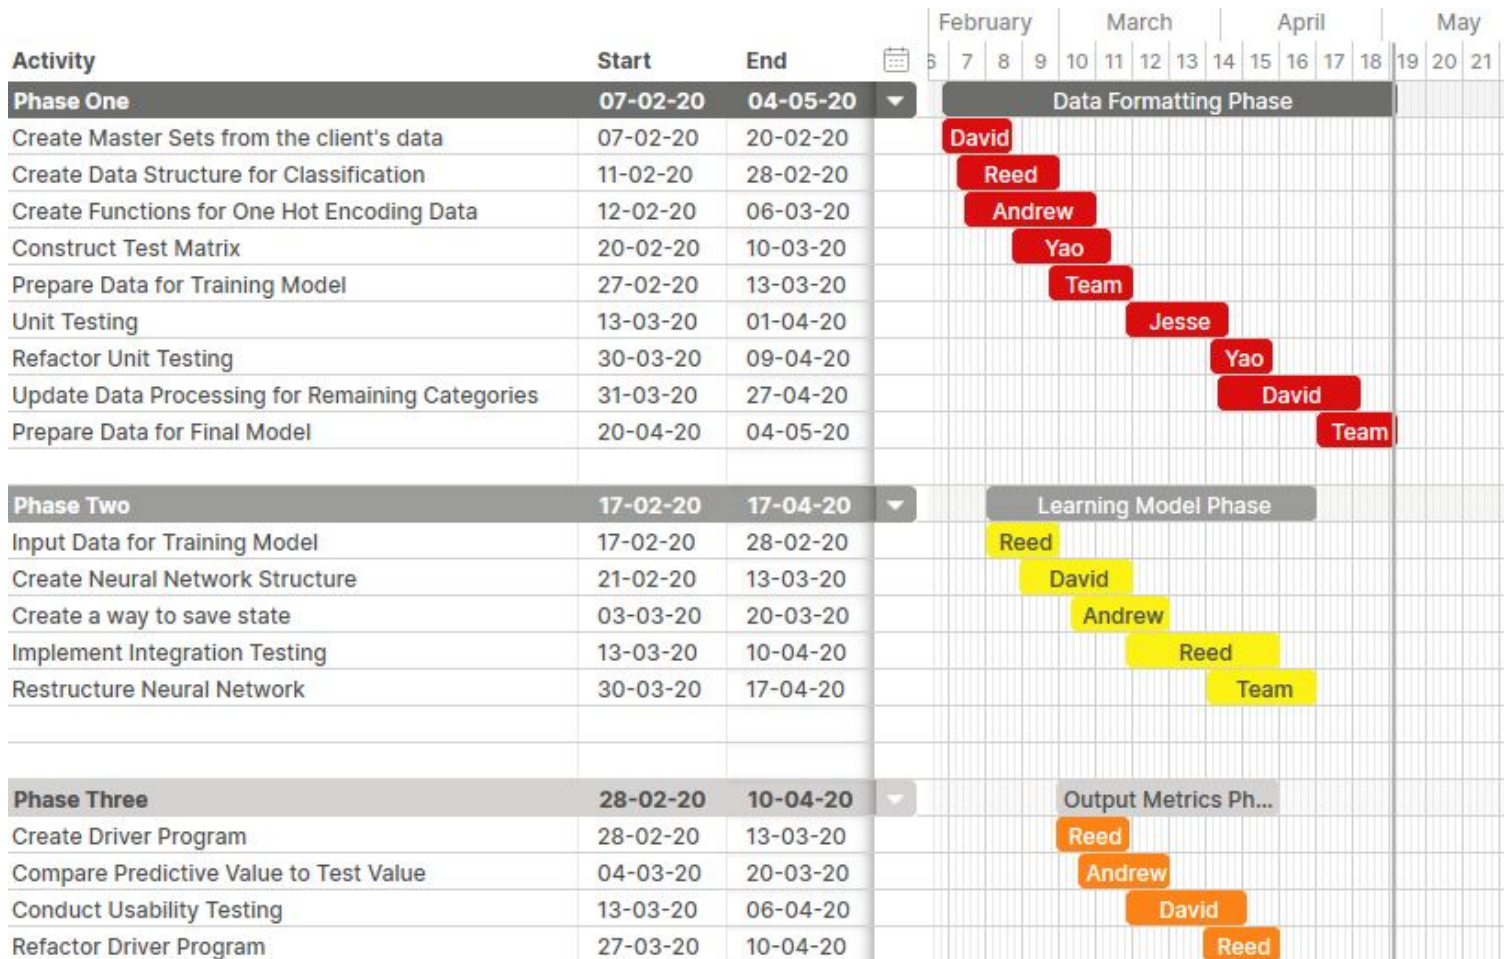 February March April May
Activity Start End 6 7 8 9 10 11 12 13 14 15 16 17 18 19 20 21
Phase One 07-02-20 04-05-20 Data Formatting Phase
Create Master Sets from the client's data 07-02-20 20-02-20 David
Create Data Structure for Classification 11-02-20 28-02-20 Reed
Create Functions for One Hot Encoding Data 12-02-20 06-03-20 Andrew
Construct Test Matrix 20-02-20 10-03-20 Yao
Prepare Data for Training Model 27-02-20 13-03-20 Team
Unit Testing 13-03-20 01-04-20 Jesse
Refactor Unit Testing 30-03-20 09-04-20 Yao
Update Data Processing for Remaining Categories 31-03-20 27-04-20 David
Prepare Data for Final Model 20-04-20 04-05-20 Team
Phase Two 17-02-20 17-04-20 Learning Model Phase
Input Data for Training Model 17-02-20 28-02-20 Reed
Create Neural Network Structure 21-02-20 13-03-20 David
Create a way to save state 03-03-20 20-03-20 Andrew
Implement Integration Testing 13-03-20 10-04-20 Reed
Restructure Neural Network 30-03-20 17-04-20 Team
Phase Three 28-02-20 10-04-20 Output Metrics Ph...
Create Driver Program 28-02-20 13-03-20 Reed
Compare Predictive Value to Test Value 04-03-20 20-03-20 Andrew
Conduct Usability Testing 13-03-20 06-04-20 David
Refactor Driver Program 27-03-20 10-04-20 Reed